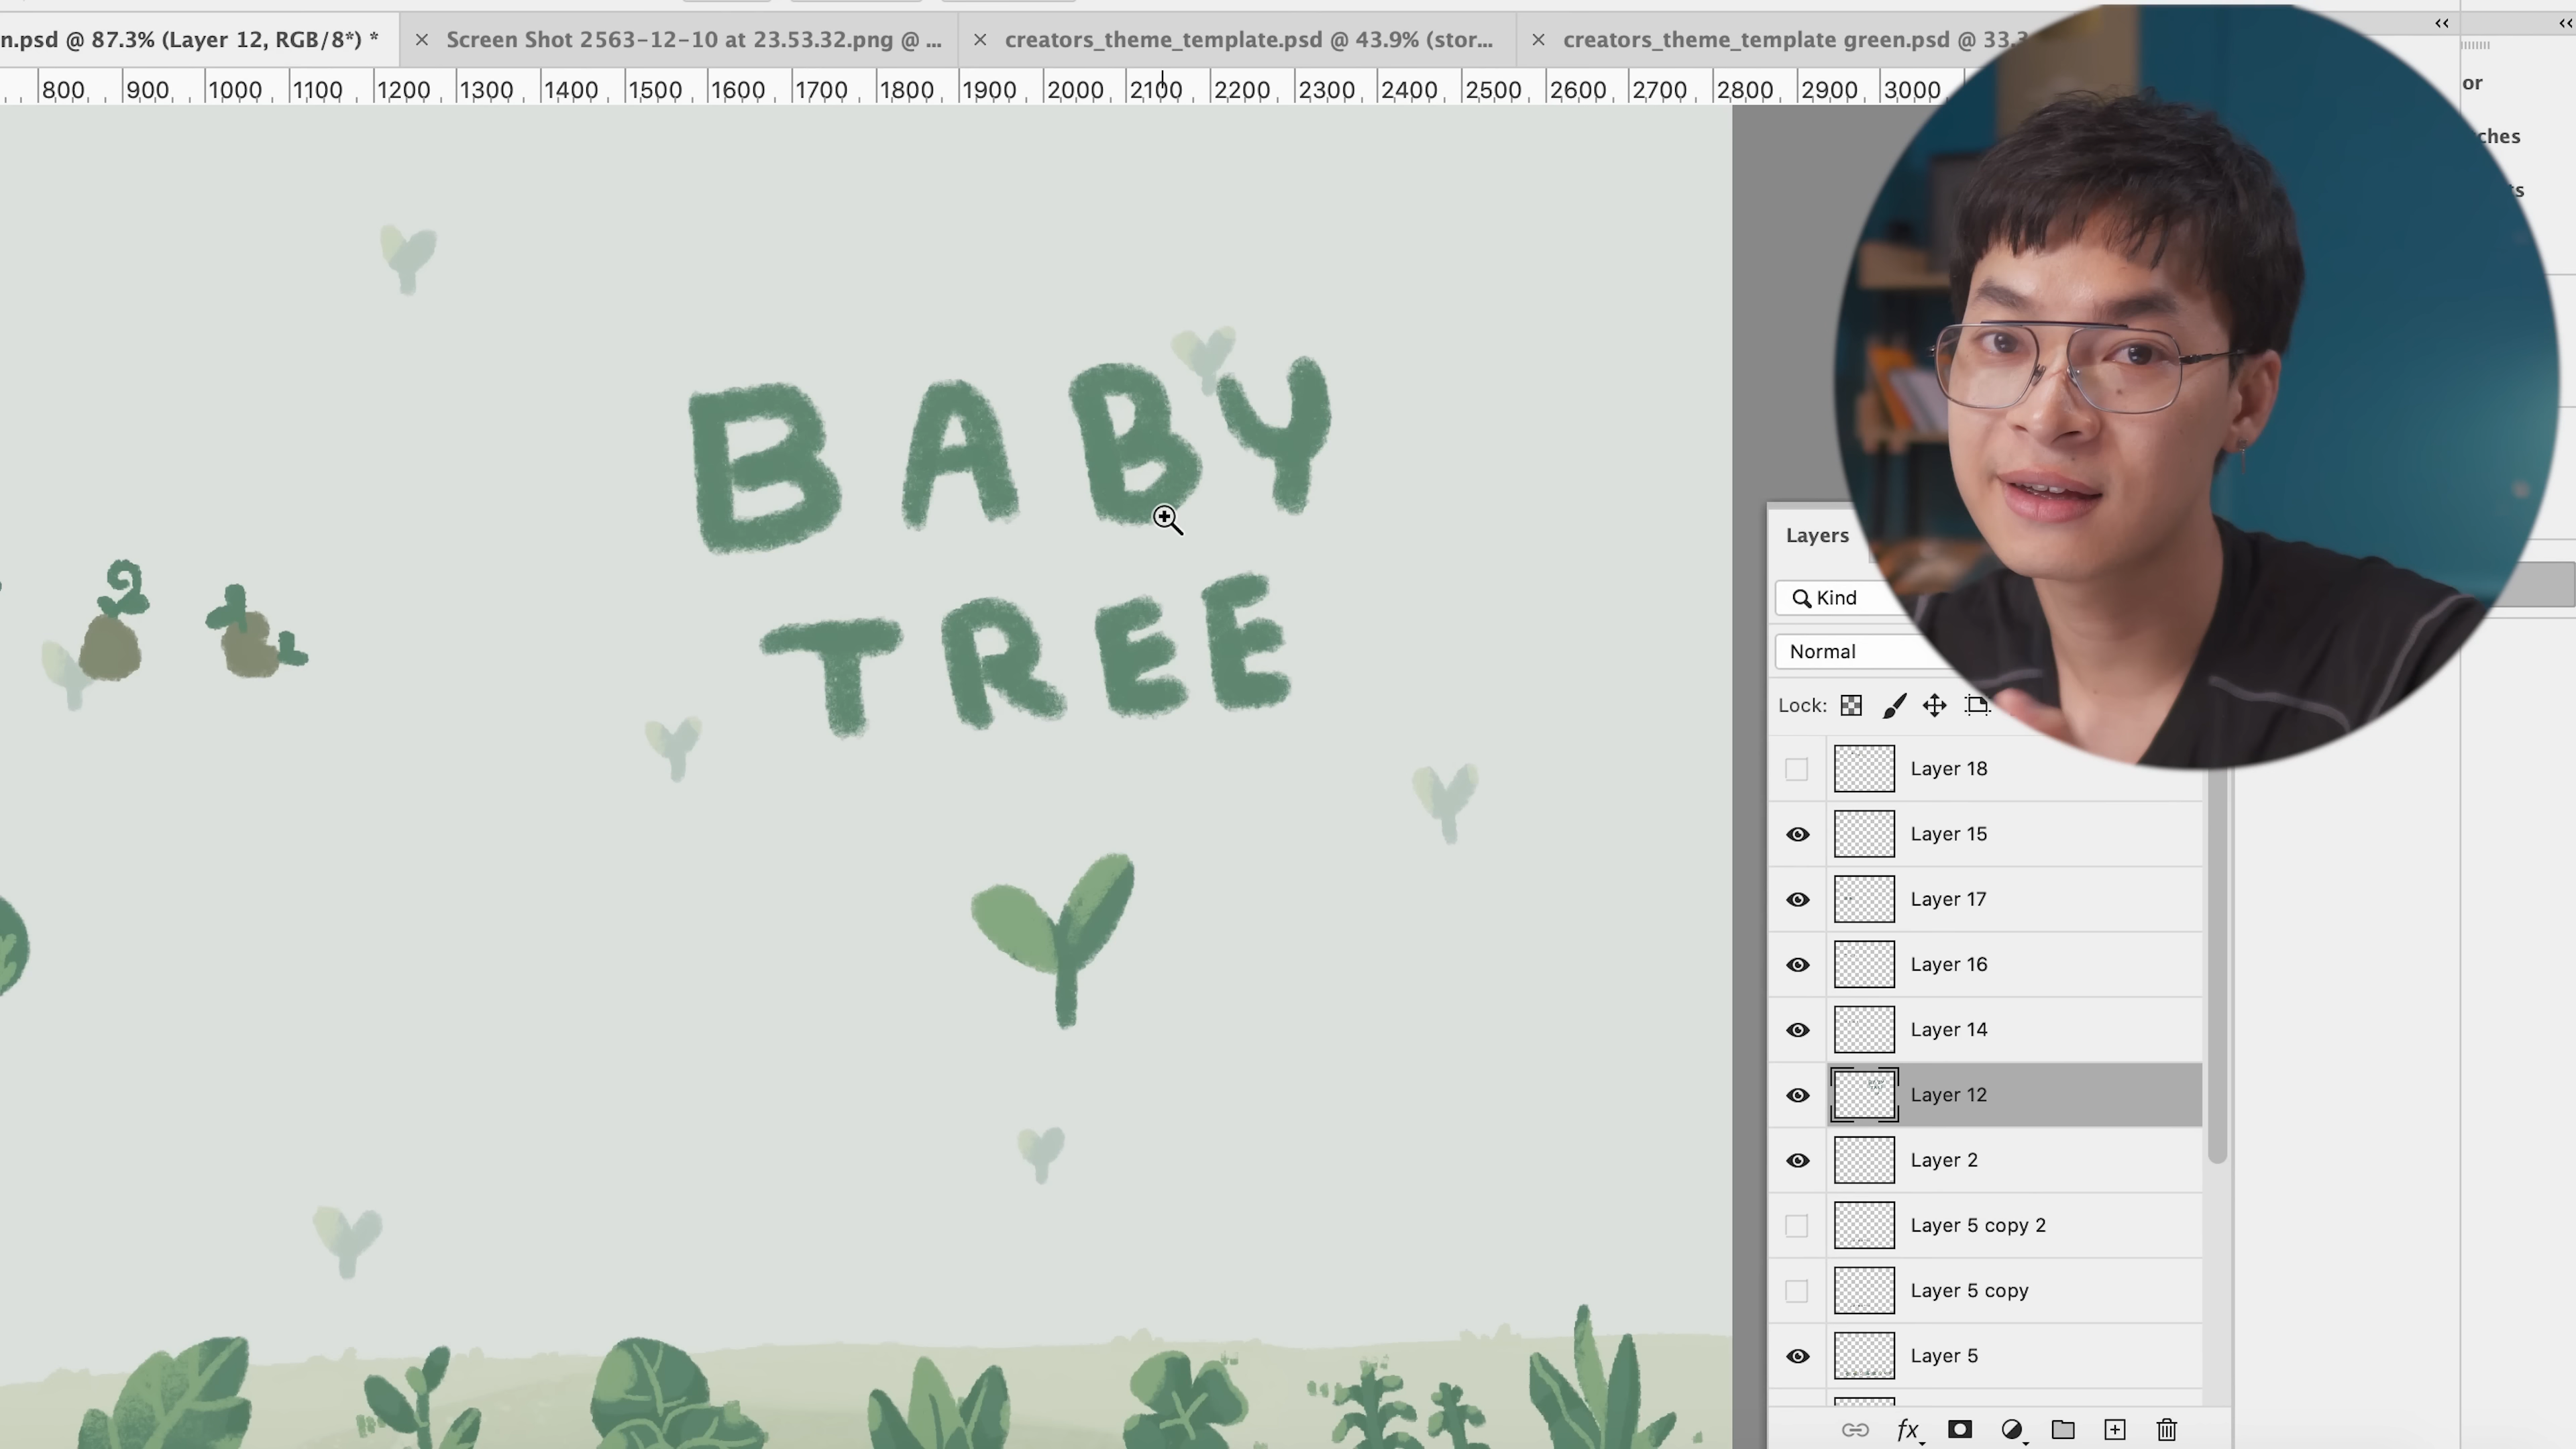 n.psd @ 87.3% (Layer 12, RGB/8*) *
× Screen Shot 2563-12-10 at 23.53.32.png @ ...
× creators_theme_template.psd @ 43.9% (stor...
× creators_theme_template green.psd @ 33.3
800 900 1000 1100 1200 1300 1400 1500 1600 1700 1800 1900 2000 2100 2200 2300 2400 2500 2600 2700 2800 2900 3000
or
ches
BABY
TREE
Layers
Kind
Normal
Lock:
Layer 18
Layer 15
Layer 17
Layer 16
Layer 14
Layer 12
Layer 2
Layer 5 copy 2
Layer 5 copy
Layer 5
fx